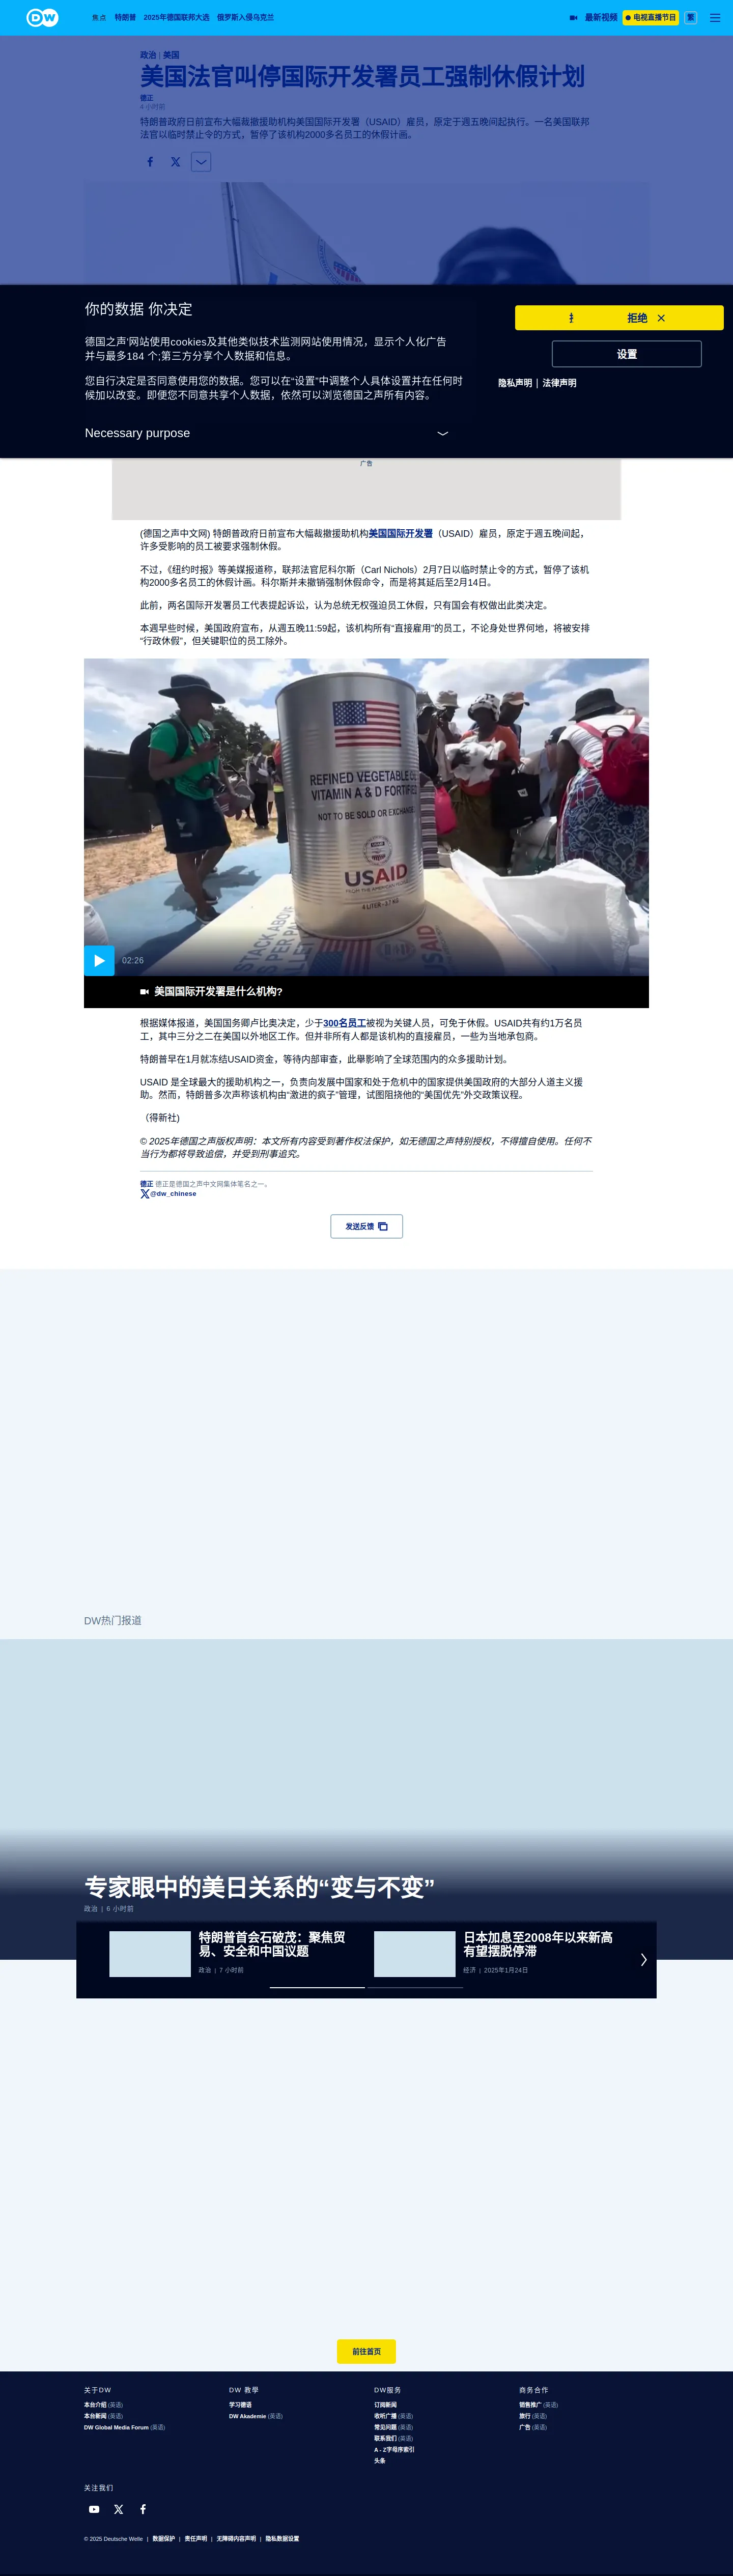 DW
焦点 特朗普 2025年德国联邦大选 俄罗斯入侵乌克兰 最新视频 电视直播节目 繁
政治 | 美国
美国法官叫停国际开发署员工强制休假计划
德正
4 小时前
特朗普政府日前宣布大幅裁撤援助机构美国国际开发署（USAID）雇员，原定于週五晚间起执行。一名美国联邦
法官以临时禁止令的方式，暂停了该机构2000多名员工的休假计画。
你的数据 你决定
德国之声'网站使用cookies及其他类似技术监测网站使用情况，显示个人化广告
并与最多184 个;第三方分享个人数据和信息。
您自行决定是否同意使用您的数据。您可以在“设置”中调整个人具体设置并在任何时
候加以改变。即便您不同意共享个人数据，依然可以浏览德国之声所有内容。
Necessary purpose
拒绝
设置
隐私声明 | 法律声明
广告
(德国之声中文网) 特朗普政府日前宣布大幅裁撤援助机构美国国际开发署（USAID）雇员，原定于週五晚间起，
许多受影响的员工被要求强制休假。
不过，《纽约时报》等美媒报道称，联邦法官尼科尔斯（Carl Nichols）2月7日以临时禁止令的方式，暂停了该机
构2000多名员工的休假计画。科尔斯并未撤销强制休假命令，而是将其延后至2月14日。
此前，两名国际开发署员工代表提起诉讼，认为总统无权强迫员工休假，只有国会有权做出此类决定。
本週早些时候，美国政府宣布，从週五晚11:59起，该机构所有“直接雇用”的员工，不论身处世界何地，将被安排
“行政休假”，但关键职位的员工除外。
REFINED VEGETABLE OIL
VITAMIN A & D FORTIFIED
NOT TO BE SOLD OR EXCHANGED
USAID
FROM THE AMERICAN PEOPLE
4 LITER
STACK ABOVE
USAID
02:26
美国国际开发署是什么机构?
根据媒体报道，美国国务卿卢比奥决定，少于300名员工被视为关键人员，可免于休假。USAID共有约1万名员
工，其中三分之二在美国以外地区工作。但并非所有人都是该机构的直接雇员，一些为当地承包商。
特朗普早在1月就冻结USAID资金，等待内部审查，此舉影响了全球范围内的众多援助计划。
USAID 是全球最大的援助机构之一，负责向发展中国家和处于危机中的国家提供美国政府的大部分人道主义援
助。然而，特朗普多次声称该机构由“激进的疯子”管理，试图阻挠他的“美国优先”外交政策议程。
（得新社)
© 2025年德国之声版权声明：本文所有内容受到著作权法保护，如无德国之声特别授权，不得擅自使用。任何不
当行为都将导致追偿，并受到刑事追究。
德正 德正是德国之声中文网集体笔名之一。
@dw_chinese
发送反馈
DW热门报道
专家眼中的美日关系的“变与不变”
政治 | 6 小时前
特朗普首会石破茂：聚焦贸
易、安全和中国议题
政治 | 7 小时前
日本加息至2008年以来新高
有望摆脱停滞
经济 | 2025年1月24日
前往首页
关于DW
本台介绍 (英语)
本台新闻 (英语)
DW Global Media Forum (英语)
DW 教學
学习德语
DW Akademie (英语)
DW服务
订阅新闻
收听广播 (英语)
常见问题 (英语)
联系我们 (英语)
A - Z字母序索引
头条
商务合作
销售推广 (英语)
旅行 (英语)
广告 (英语)
关注我们
© 2025 Deutsche Welle | 数据保护 | 责任声明 | 无障碍内容声明 | 隐私数据设置